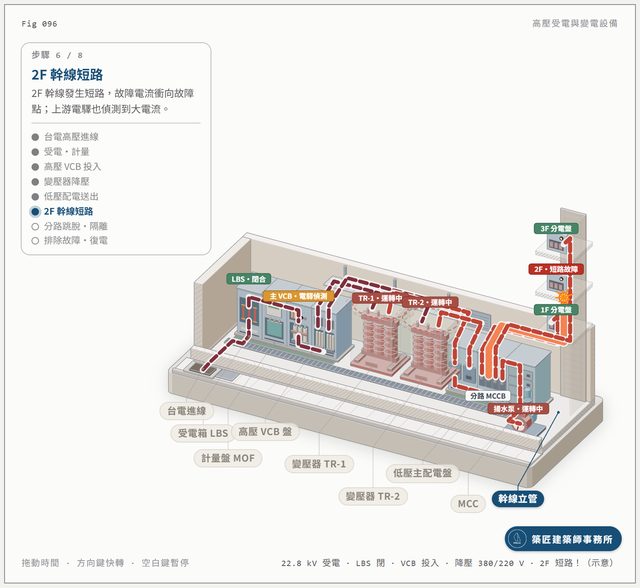 Fig 096
高壓受電與變電設備
步驟 6 / 8
2F 幹線短路
2F 幹線發生短路，故障電流衝向故障
點；上游電驛也偵測到大電流。
台電高壓進線
受電・計量
高壓 VCB 投入
變壓器降壓
低壓配電送出
2F 幹線短路
分路跳脫・隔離
排除故障・復電
3F 分電盤
2F・短路故障
1F 分電盤
LBS・閉合
主 VCB・電驛偵測
TR-1・運轉中
TR-2・運轉中
分路 MCCB
揚水泵・運轉中
台電進線
受電箱 LBS
高壓 VCB 盤
計量盤 MOF
變壓器 TR-1
低壓主配電盤
變壓器 TR-2
MCC
幹線立管
築匠建築師事務所
拖動時間 · 方向鍵快轉 · 空白鍵暫停
22.8 kV 受電 · LBS 閉 · VCB 投入 · 降壓 380/220 V · 2F 短路！（示意）